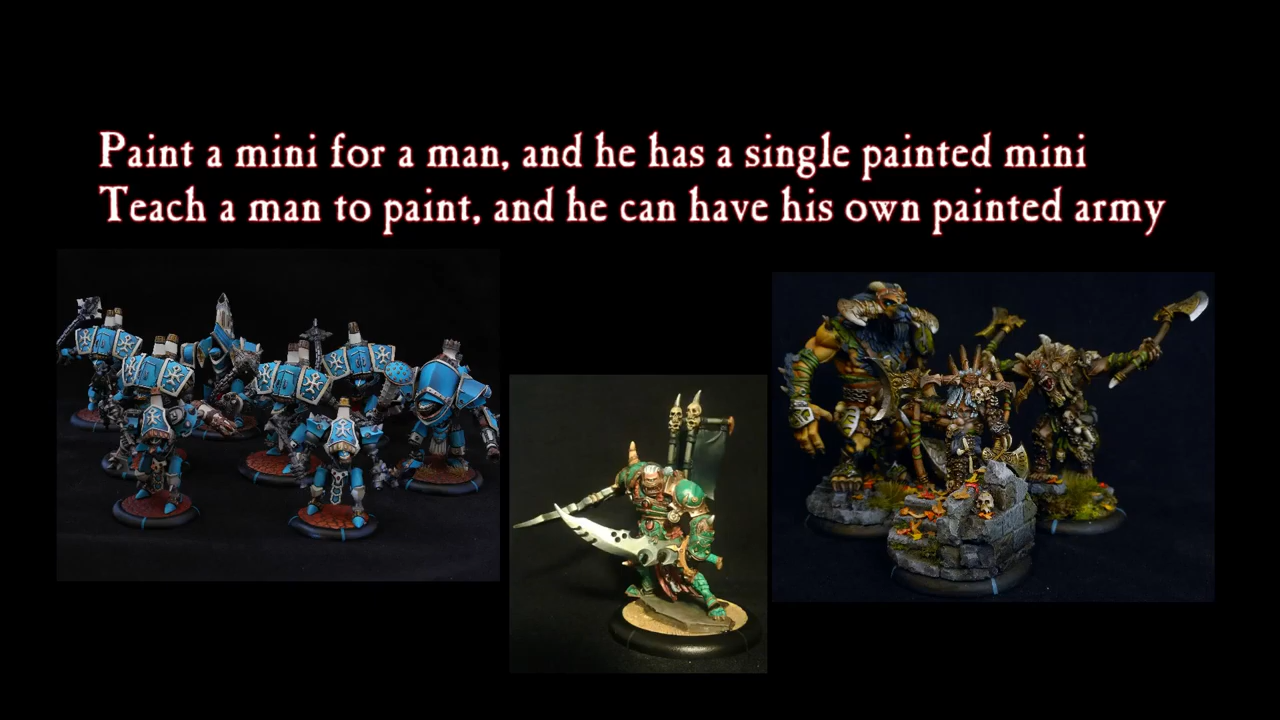 Paint a mini for a man, and he has a single painted mini
Teach a man to paint, and he can have his own painted army